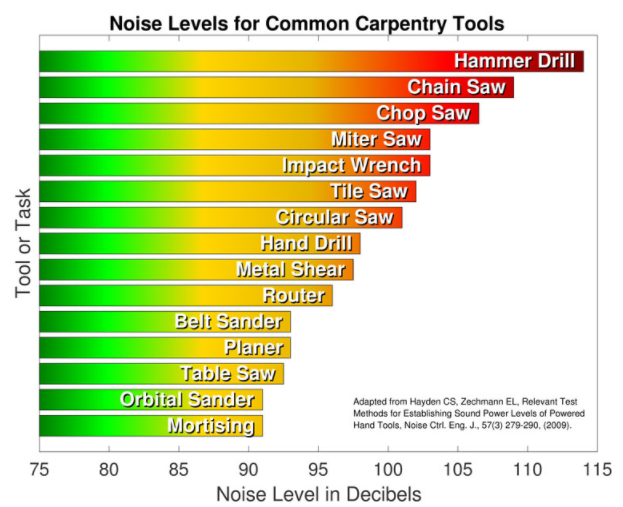 Noise Levels for Common Carpentry Tools
Hammer Drill
Chain Saw
Chop Saw
Miter Saw
Impact Wrench
Tile Saw
Circular Saw
Hand Drill
Metal Shear
Router
Belt Sander
Planer
Table Saw
Orbital Sander
Mortising
Tool or Task
Adapted from Hayden CS, Zechmann EL, Relevant Test
Methods for Establishing Sound Power Levels of Powered
Hand Tools, Noise Ctrl. Eng. J., 57(3) 279-290, (2009).
75 80 85 90 95 100 105 110 115
Noise Level in Decibels